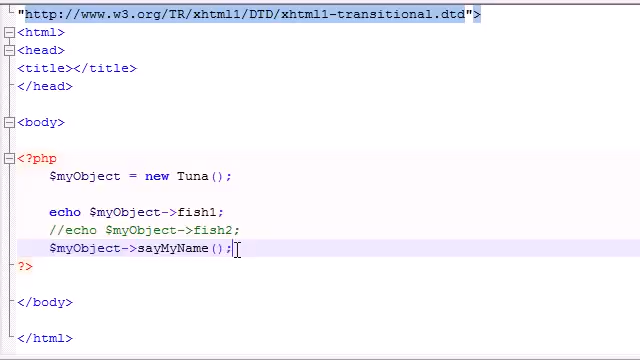 "http://www.w3.org/TR/xhtml1/DTD/xhtml1-transitional.dtd">
<html>
<head>
<title></title>
</head>
<body>
<?php
$myObject = new Tuna();
echo $myObject->fish1;
//echo $myObject->fish2;
$myObject->sayMyName();
?>
</body>
</html>